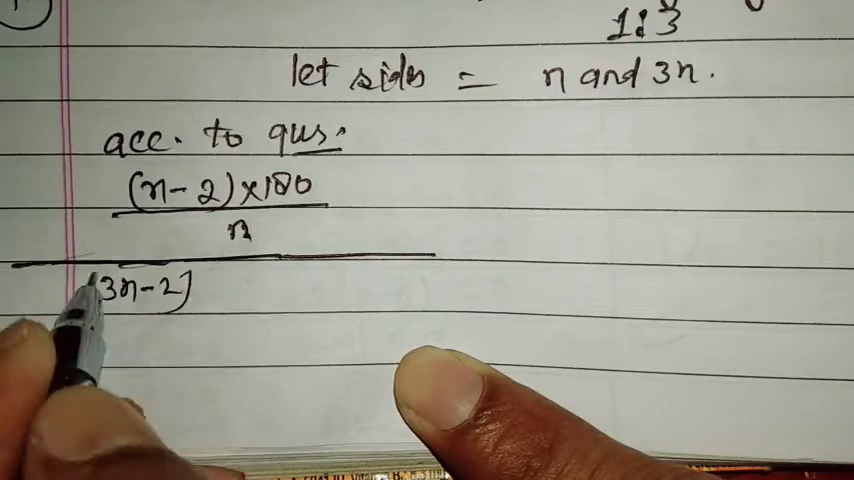 1:3
let sides = n and 3n.
acc. to qus.
(n-2)×180
n
(3n-2)